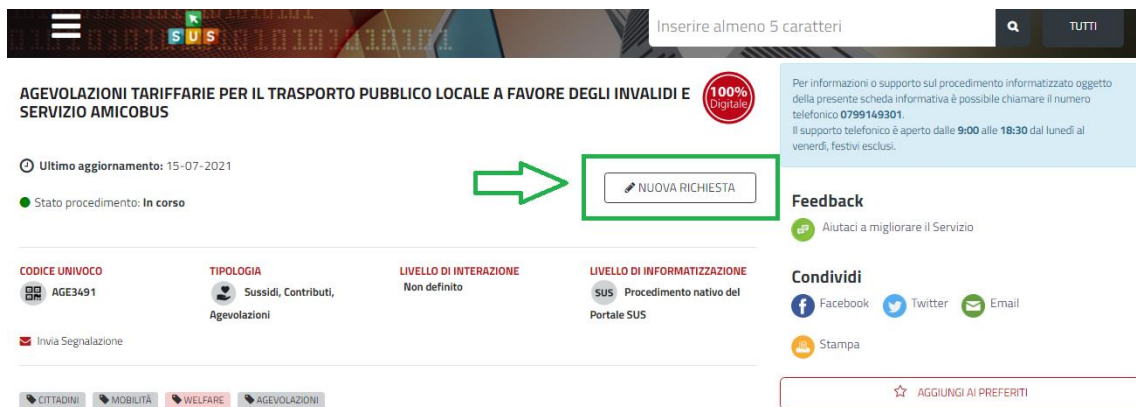 SUS
Inserire almeno 5 caratteri
TUTTI
AGEVOLAZIONI TARIFFARIE PER IL TRASPORTO PUBBLICO LOCALE A FAVORE DEGLI INVALIDI E
SERVIZIO AMICOBUS
100%
Digitale
Ultimo aggiornamento: 15-07-2021
Stato procedimento: In corso
NUOVA RICHIESTA
CODICE UNIVOCO
AGE3491
TIPOLOGIA
Sussidi, Contributi,
Agevolazioni
LIVELLO DI INTERAZIONE
Non definito
LIVELLO DI INFORMATIZZAZIONE
SUS Procedimento nativo del
Portale SUS
Invia Segnalazione
CITTADINI MOBILITÀ WELFARE AGEVOLAZIONI
Per informazioni o supporto sul procedimento informatizzato oggetto
della presente scheda informativa è possibile chiamare il numero
telefonico 0799149301.
Il supporto telefonico è aperto dalle 9:00 alle 18:30 dal lunedì al
venerdì, festivi esclusi.
Feedback
Aiutaci a migliorare il Servizio
Condividi
Facebook Twitter Email
Stampa
AGGIUNGI AI PREFERITI